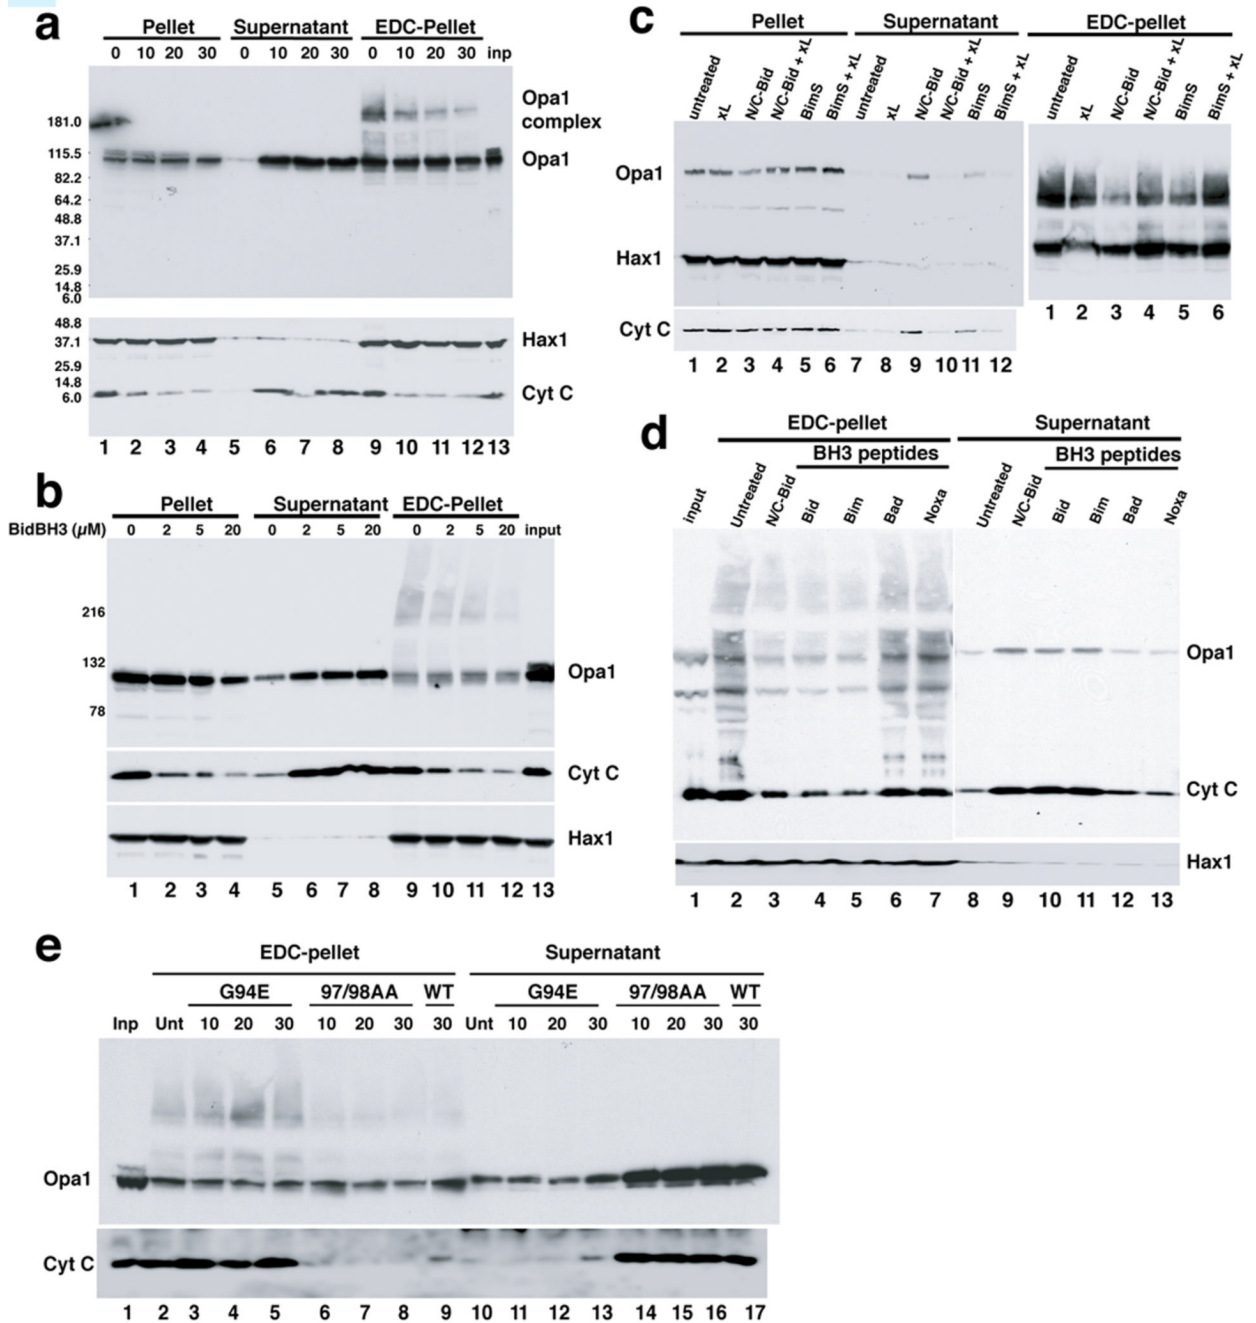 a
Pellet Supernatant EDC-Pellet
0 10 20 30 0 10 20 30 0 10 20 30 inp
Opa1
complex
Opa1
181.0
115.5
82.2
64.2
48.8
37.1
25.9
14.8
6.0
48.8
37.1
25.9
14.8
6.0
Hax1
Cyt C
1 2 3 4 5 6 7 8 9 10 11 12 13
b
Pellet Supernatant EDC-Pellet
BidBH3 (µM) 0 2 5 20 0 2 5 20 0 2 5 20 input
216
132
78
Opa1
Cyt C
Hax1
1 2 3 4 5 6 7 8 9 10 11 12 13
c
Pellet Supernatant EDC-pellet
untreated xL N/C-Bid N/C-Bid + xL BimS BimS + xL untreated xL N/C-Bid N/C-Bid + xL BimS BimS + xL untreated xL N/C-Bid N/C-Bid + xL BimS BimS + xL
Opa1
Hax1
Cyt C
1 2 3 4 5 6 7 8 9 10 11 12
1 2 3 4 5 6
d
EDC-pellet Supernatant
BH3 peptides BH3 peptides
input Untreated N/C-Bid Bid Bim Bad Noxa Untreated N/C-Bid Bid Bim Bad Noxa
Opa1
Cyt C
Hax1
1 2 3 4 5 6 7 8 9 10 11 12 13
e
EDC-pellet Supernatant
G94E 97/98AA WT G94E 97/98AA WT
Inp Unt 10 20 30 10 20 30 30 Unt 10 20 30 10 20 30 30
Opa1
Cyt C
1 2 3 4 5 6 7 8 9 10 11 12 13 14 15 16 17